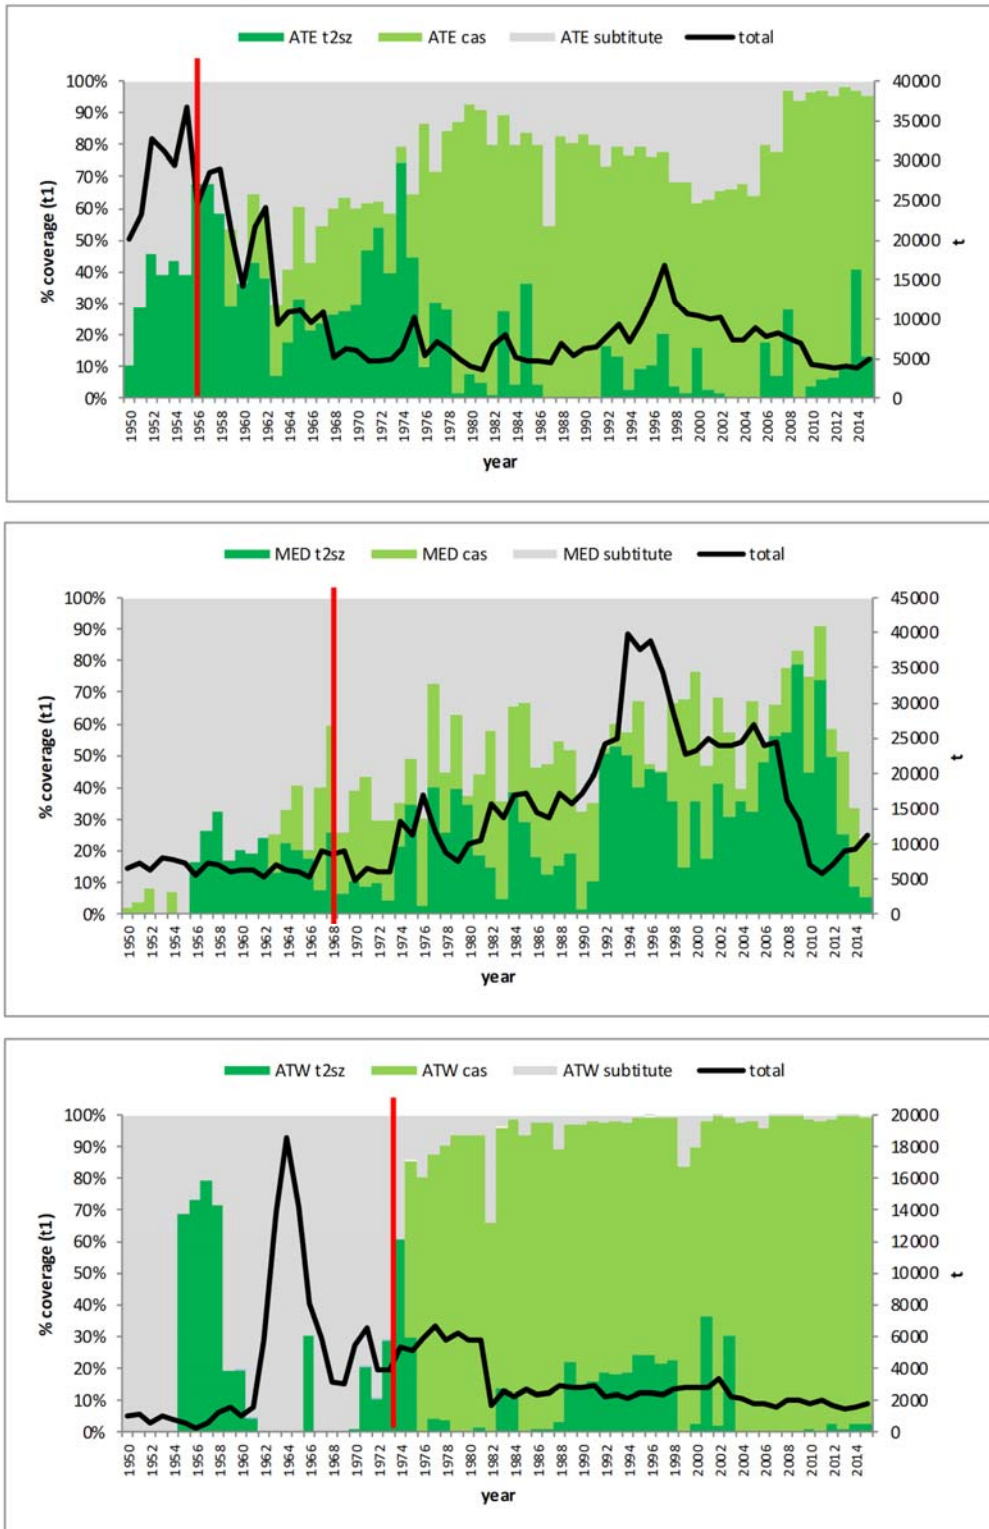 ATE t2sz ATE cas ATE subtitute total
100% 40000
90% 35000
80% 30000
70%
60% 25000
50% 20000
40% 15000
30%
20% 10000
10% 5000
0% 0
% coverage (t1)
t
1950 1952 1954 1956 1958 1960 1962 1964 1966 1968 1970 1972 1974 1976 1978 1980 1982 1984 1986 1988 1990 1992 1994 1996 1998 2000 2002 2004 2006 2008 2010 2012 2014
year
MED t2sz MED cas MED subtitute total
100% 45000
90% 40000
80% 35000
70% 30000
60%
50% 25000
40% 20000
30% 15000
20% 10000
10% 5000
0% 0
% coverage (t1)
t
1950 1952 1954 1956 1958 1960 1962 1964 1966 1968 1970 1972 1974 1976 1978 1980 1982 1984 1986 1988 1990 1992 1994 1996 1998 2000 2002 2004 2006 2008 2010 2012 2014
year
ATW t2sz ATW cas ATW subtitute total
100% 20000
90% 18000
80% 16000
70% 14000
60% 12000
50% 10000
40% 8000
30% 6000
20% 4000
10% 2000
0% 0
% coverage (t1)
t
1950 1952 1954 1956 1958 1960 1962 1964 1966 1968 1970 1972 1974 1976 1978 1980 1982 1984 1986 1988 1990 1992 1994 1996 1998 2000 2002 2004 2006 2008 2010 2012 2014
year